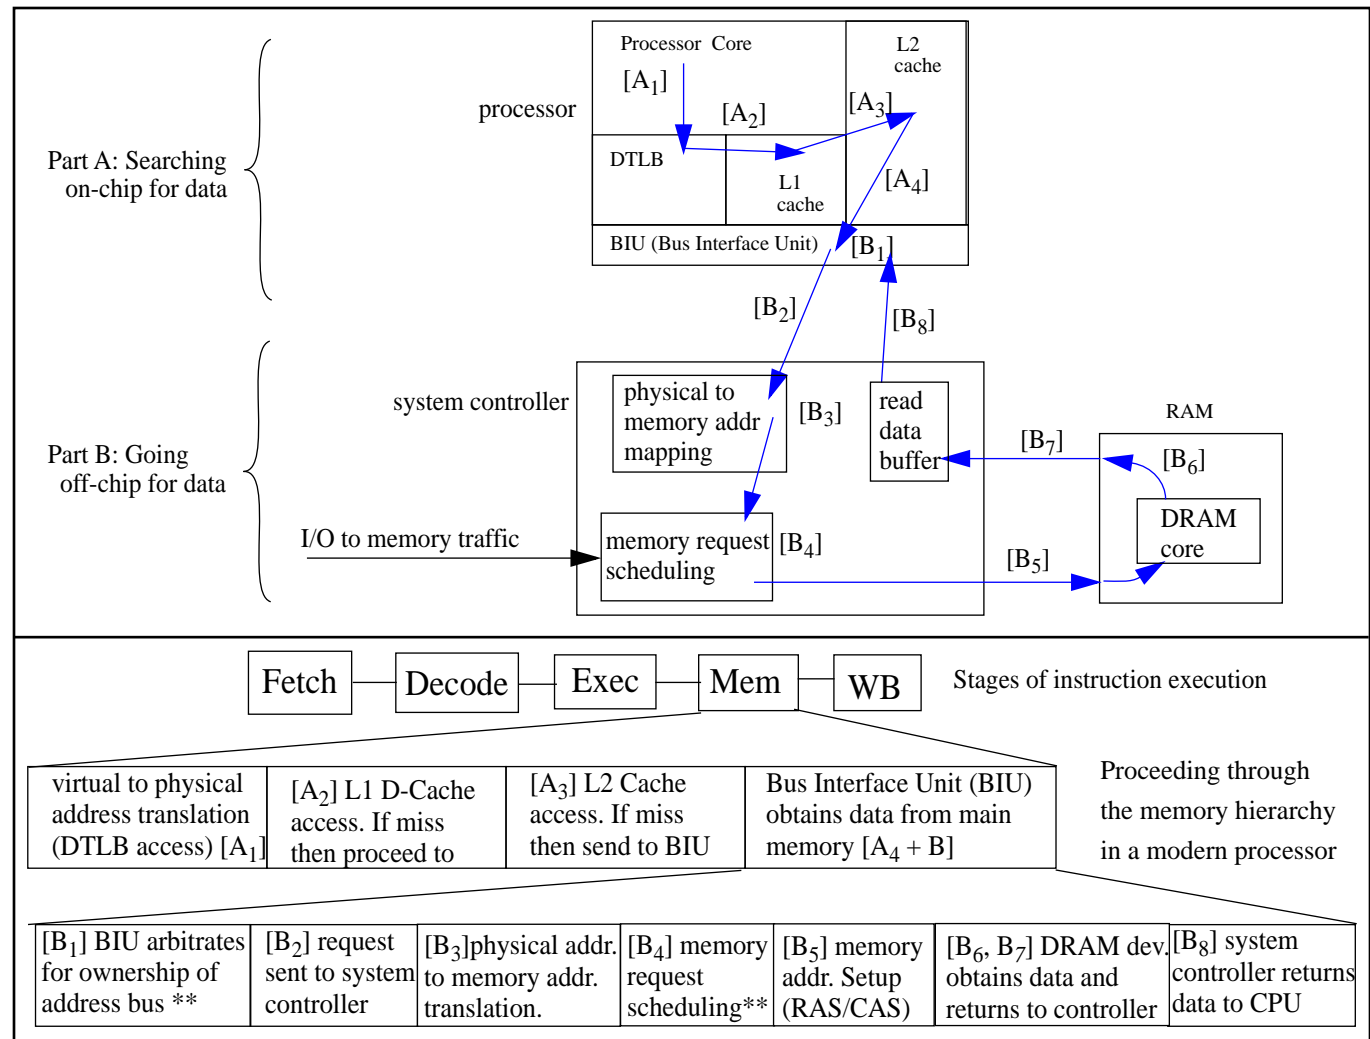 Processor Core
L2
cache
[A1]
[A2]
[A3]
processor
Part A: Searching
on-chip for data
DTLB
L1
cache
[A4]
BIU (Bus Interface Unit)
[B1]
[B2]
[B8]
Part B: Going
off-chip for data
system controller
physical to
memory addr
mapping
[B3]
read
data
buffer
RAM
[B7]
[B6]
DRAM
core
I/O to memory traffic
memory request
scheduling
[B4]
[B5]
Fetch
Decode
Exec
Mem
WB
Stages of instruction execution
virtual to physical
address translation
(DTLB access) [A1]
[A2] L1 D-Cache
access. If miss
then proceed to
[A3] L2 Cache
access. If miss
then send to BIU
Bus Interface Unit (BIU)
obtains data from main
memory [A4 + B]
Proceeding through
the memory hierarchy
in a modern processor
[B1] BIU arbitrates
for ownership of
address bus **
[B2] request
sent to system
controller
[B3]physical addr.
to memory addr.
translation.
[B4] memory
request
scheduling**
[B5] memory
addr. Setup
(RAS/CAS)
[B6, B7] DRAM dev.
obtains data and
returns to controller
[B8] system
controller returns
data to CPU